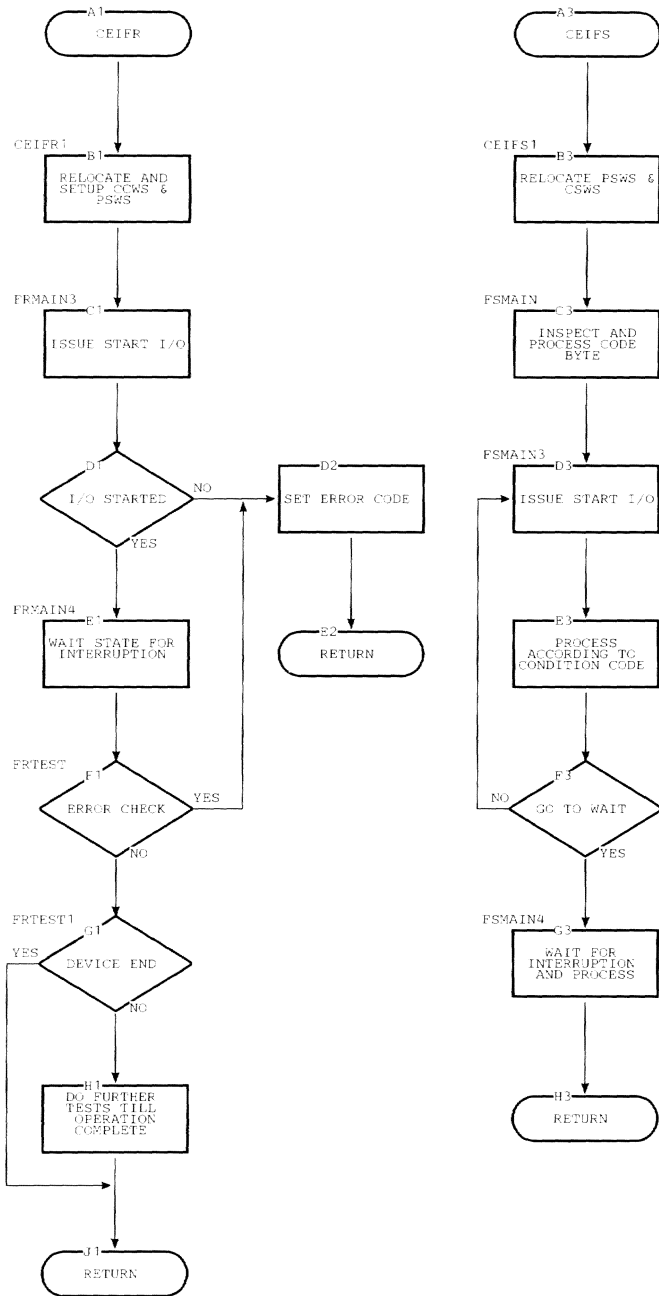 A1
CEIFR
CEIFR1
B1
RELOCATE AND
SETUP CCWS &
PSWS
FRMAIN3
C1
ISSUE START I/O
D1
I/O STARTED
NO
YES
D2
SET ERROR CODE
E2
RETURN
FRMAIN4
E1
WAIT STATE FOR
INTERRUPTION
FRTEST
F1
ERROR CHECK
YES
NO
FRTEST1
G1
YES
DEVICE END
NO
H1
DO FURTHER
TESTS TILL
OPERATION
COMPLETE
J1
RETURN
A3
CEIFS
CEIFS1
B3
RELOCATE PSWS &
CSWS
FSMAIN
C3
INSPECT AND
PROCESS CODE
BYTE
FSMAIN3
D3
ISSUE START I/O
E3
PROCESS
ACCORDING TO
CONDITION CODE
F3
NO
GO TO WAIT
YES
FSMAIN4
G3
WAIT FOR
INTERRUPTION
AND PROCESS
H3
RETURN